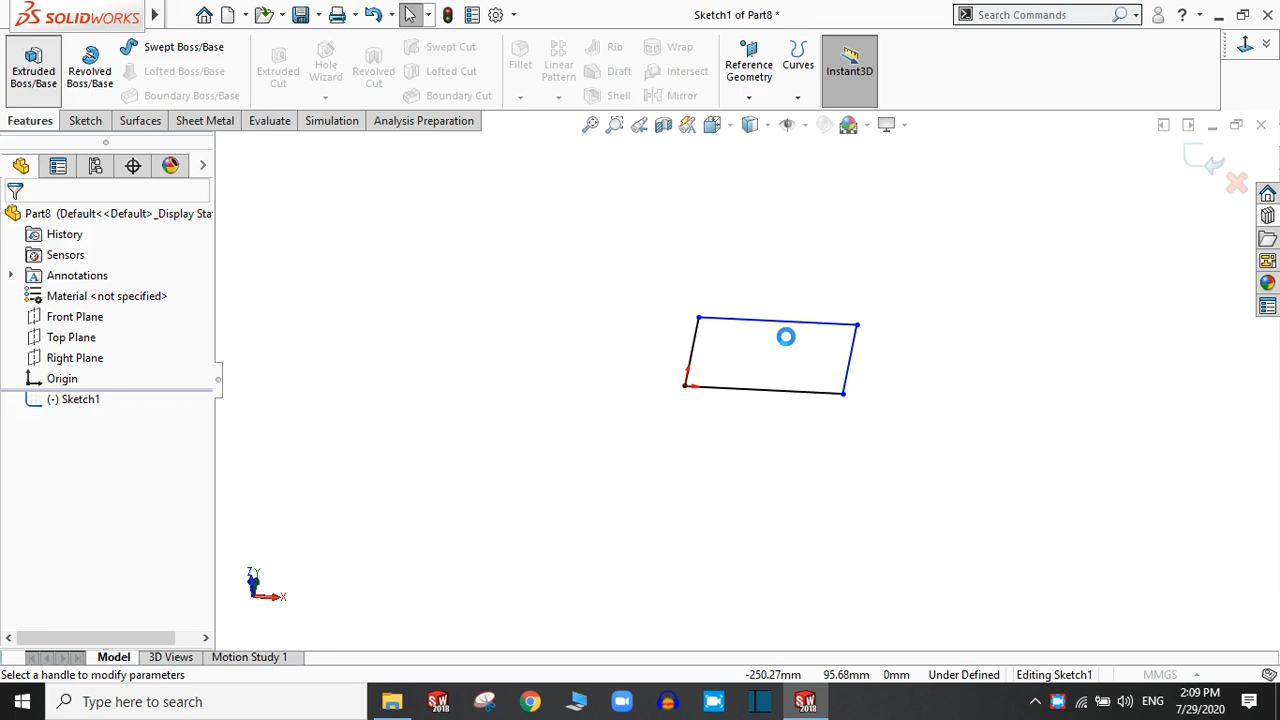 SOLIDWORKS
Sketch1 of Part8 *
Search Commands
Extruded Boss/Base
Revolved Boss/Base
Swept Boss/Base
Lofted Boss/Base
Boundary Boss/Base
Extruded Cut
Hole Wizard
Revolved Cut
Swept Cut
Lofted Cut
Boundary Cut
Fillet
Linear Pattern
Rib
Draft
Shell
Wrap
Intersect
Mirror
Reference Geometry
Curves
Instant3D
Features Sketch Surfaces Sheet Metal Evaluate Simulation Analysis Preparation
Part8 (Default<<Default>_Display Sta
History
Sensors
Annotations
Material <not specified>
Front Plane
Top Plane
Right Plane
Origin
(-) Sketch1
Z Y
X
Model 3D Views Motion Study 1
Select a handle to modify parameters -250.27mm 95.68mm 0mm Under Defined Editing Sketch1 MMGS
Type here to search
SW 2018
SW 2018
ENG
2:09 PM
7/29/2020